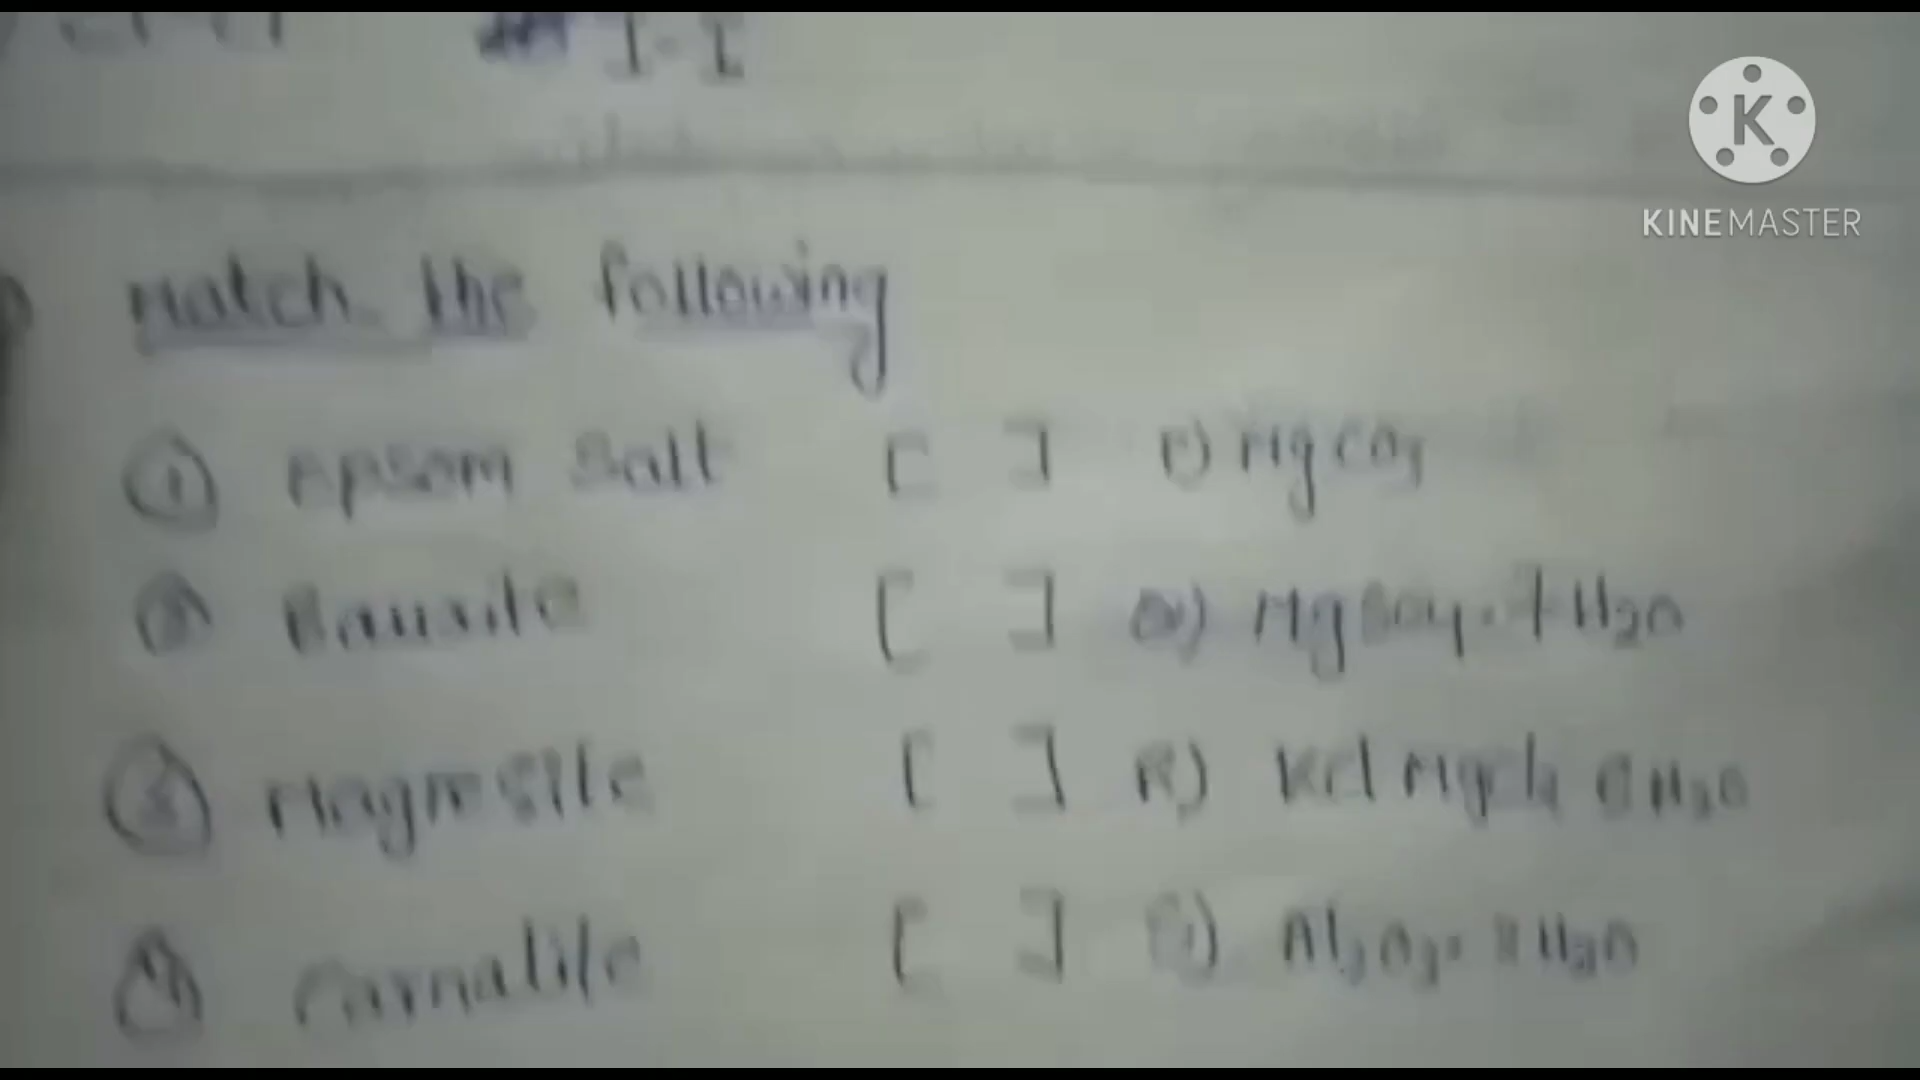 I-I
KINEMASTER
Match the following
① Epsom Salt [ ] P) MgCO3
② Bauxite [ ] Q) MgSO4.7H2O
③ Magnesite [ ] R) KCl MgCl2 6H2O
④ Carnalite [ ] S) Al2O3. 2H2O